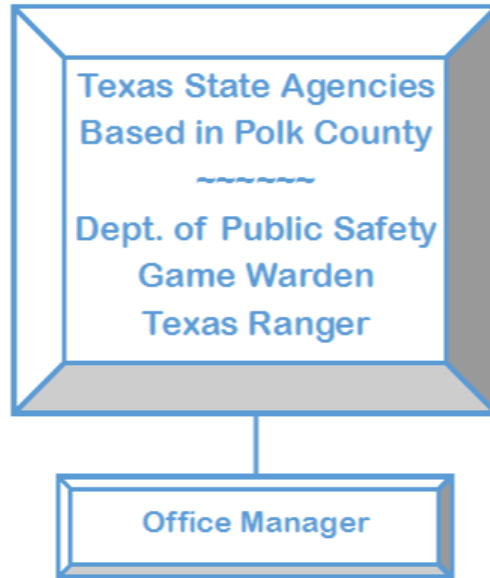 Texas State Agencies
Based in Polk County
~~~~~~
Dept. of Public Safety
Game Warden
Texas Ranger
Office Manager